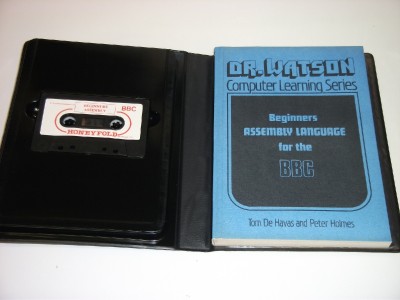 BEGINNERS
ASSEMBLY
BBC
HONEYFOLD
DR. WATSON
Computer Learning Series
Beginners
ASSEMBLY LANGUAGE
for the
BBC
Tom De Havas and Peter Holmes